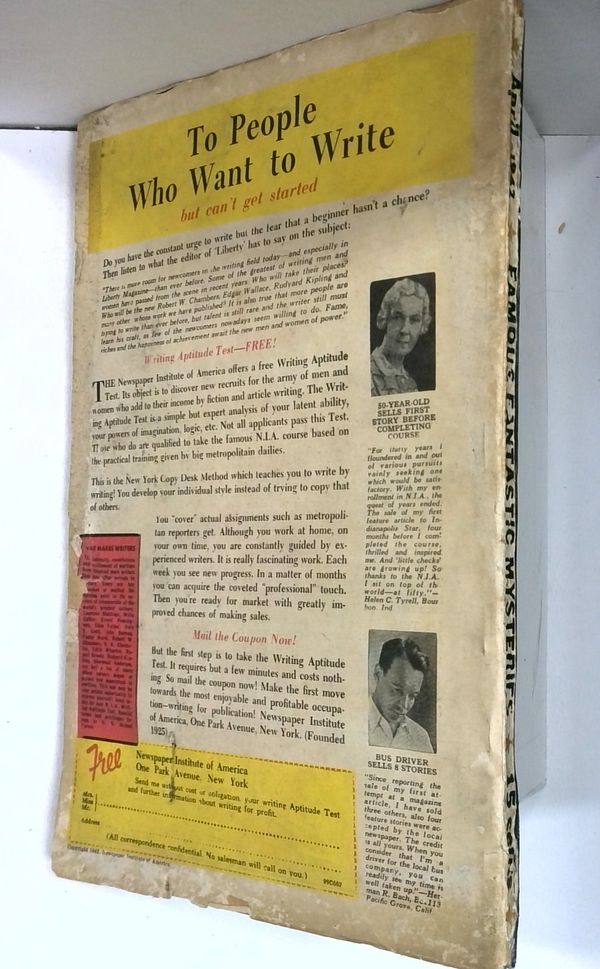 To People
Who Want to Write
but can't get started
Do you have the constant urge to write but the fear that a beginner hasn't a chance?
Then listen to what the editor of 'Liberty' has to say on the subject:
"There is more room for newcomers in the writing field today—and especially in
Liberty Magazine—than ever before. Some of the greatest of writing men and
women have passed from the scene in recent years. Who will take their places?
Who will be the new Robert W. Chambers, Edgar Wallace, Rudyard Kipling and
many other whose work we have published? It is also true that more people are
trying to write than ever before, but talent is still rare and the writer still must
learn his craft, as few of the newcomers nowadays seem willing to do. Fame,
riches and the happiness of achievement await the new men and women of power."
Writing Aptitude Test—FREE!
THE Newspaper Institute of America offers a free Writing Aptitude
Test. Its object is to discover new recruits for the army of men and
women who add to their income by fiction and article writing. The Writ-
ing Aptitude Test is a simple but expert analysis of your latent ability,
your powers of imagination, logic, etc. Not all applicants pass this Test.
Those who do are qualified to take the famous N.I.A. course based on
the practical training given by big metropolitain dailies.
This is the New York Copy Desk Method which teaches you to write by
writing! You develop your individual style instead of trying to copy that
of others.
You "cover" actual assignments such as metropoli-
tan reporters get. Although you work at home, on
your own time, you are constantly guided by ex-
perienced writers. It is really fascinating work. Each
week you see new progress. In a matter of months
you can acquire the coveted "professional" touch.
Then you're ready for market with greatly im-
proved chances of making sales.
Mail the Coupon Now!
But the first step is to take the Writing Aptitude
Test. It requires but a few minutes and costs noth-
ing. So mail the coupon now! Make the first move
towards the most enjoyable and profitable occupa-
tion—writing for publication! Newspaper Institute
of America, One Park Avenue, New York. (Founded
1925)
50-YEAR-OLD
SELLS FIRST
STORY BEFORE
COMPLETING
COURSE
"For thirty years I
floundered in and out
of various pursuits
vainly seeking one
which would be satis-
factory. With my en-
rollment in N.I.A., the
quest of years ended.
The sale of my first
feature article to In-
dianapolis Star, four
months before I com-
pleted the course,
thrilled and inspired
me. And 'little checks'
are growing up! So
thanks to the N.I.A.
I sit on top of th
world—at fifty."—
Helen C. Tyrell, Bour
bon, Ind
BUS DRIVER
SELLS 8 STORIES
"Since reporting the
sale of my first at-
tempt at a magazine
article, I have sold
three others, also four
feature stories were ac-
cepted by the local
newspaper. The credit
is all yours. When you
consider that I'm a
driver for the local bus
company, you can
readily see my time is
well taken up."—Her-
man R. Bach, Box 113
Pacific Grove, Calif
WAR MAKES WRITERS
Free
Newspaper Institute of America
One Park Avenue, New York
Send me without cost or obligation, your Writing Aptitude Test
and further information about writing for profit.
Mrs.
Miss
Mr.
Address
(All correspondence confidential. No salesman will call on you.)
99C662
Copyright 1942, Newspaper Institute of America
April FAMOUS FANTASTIC MYSTERIES 15